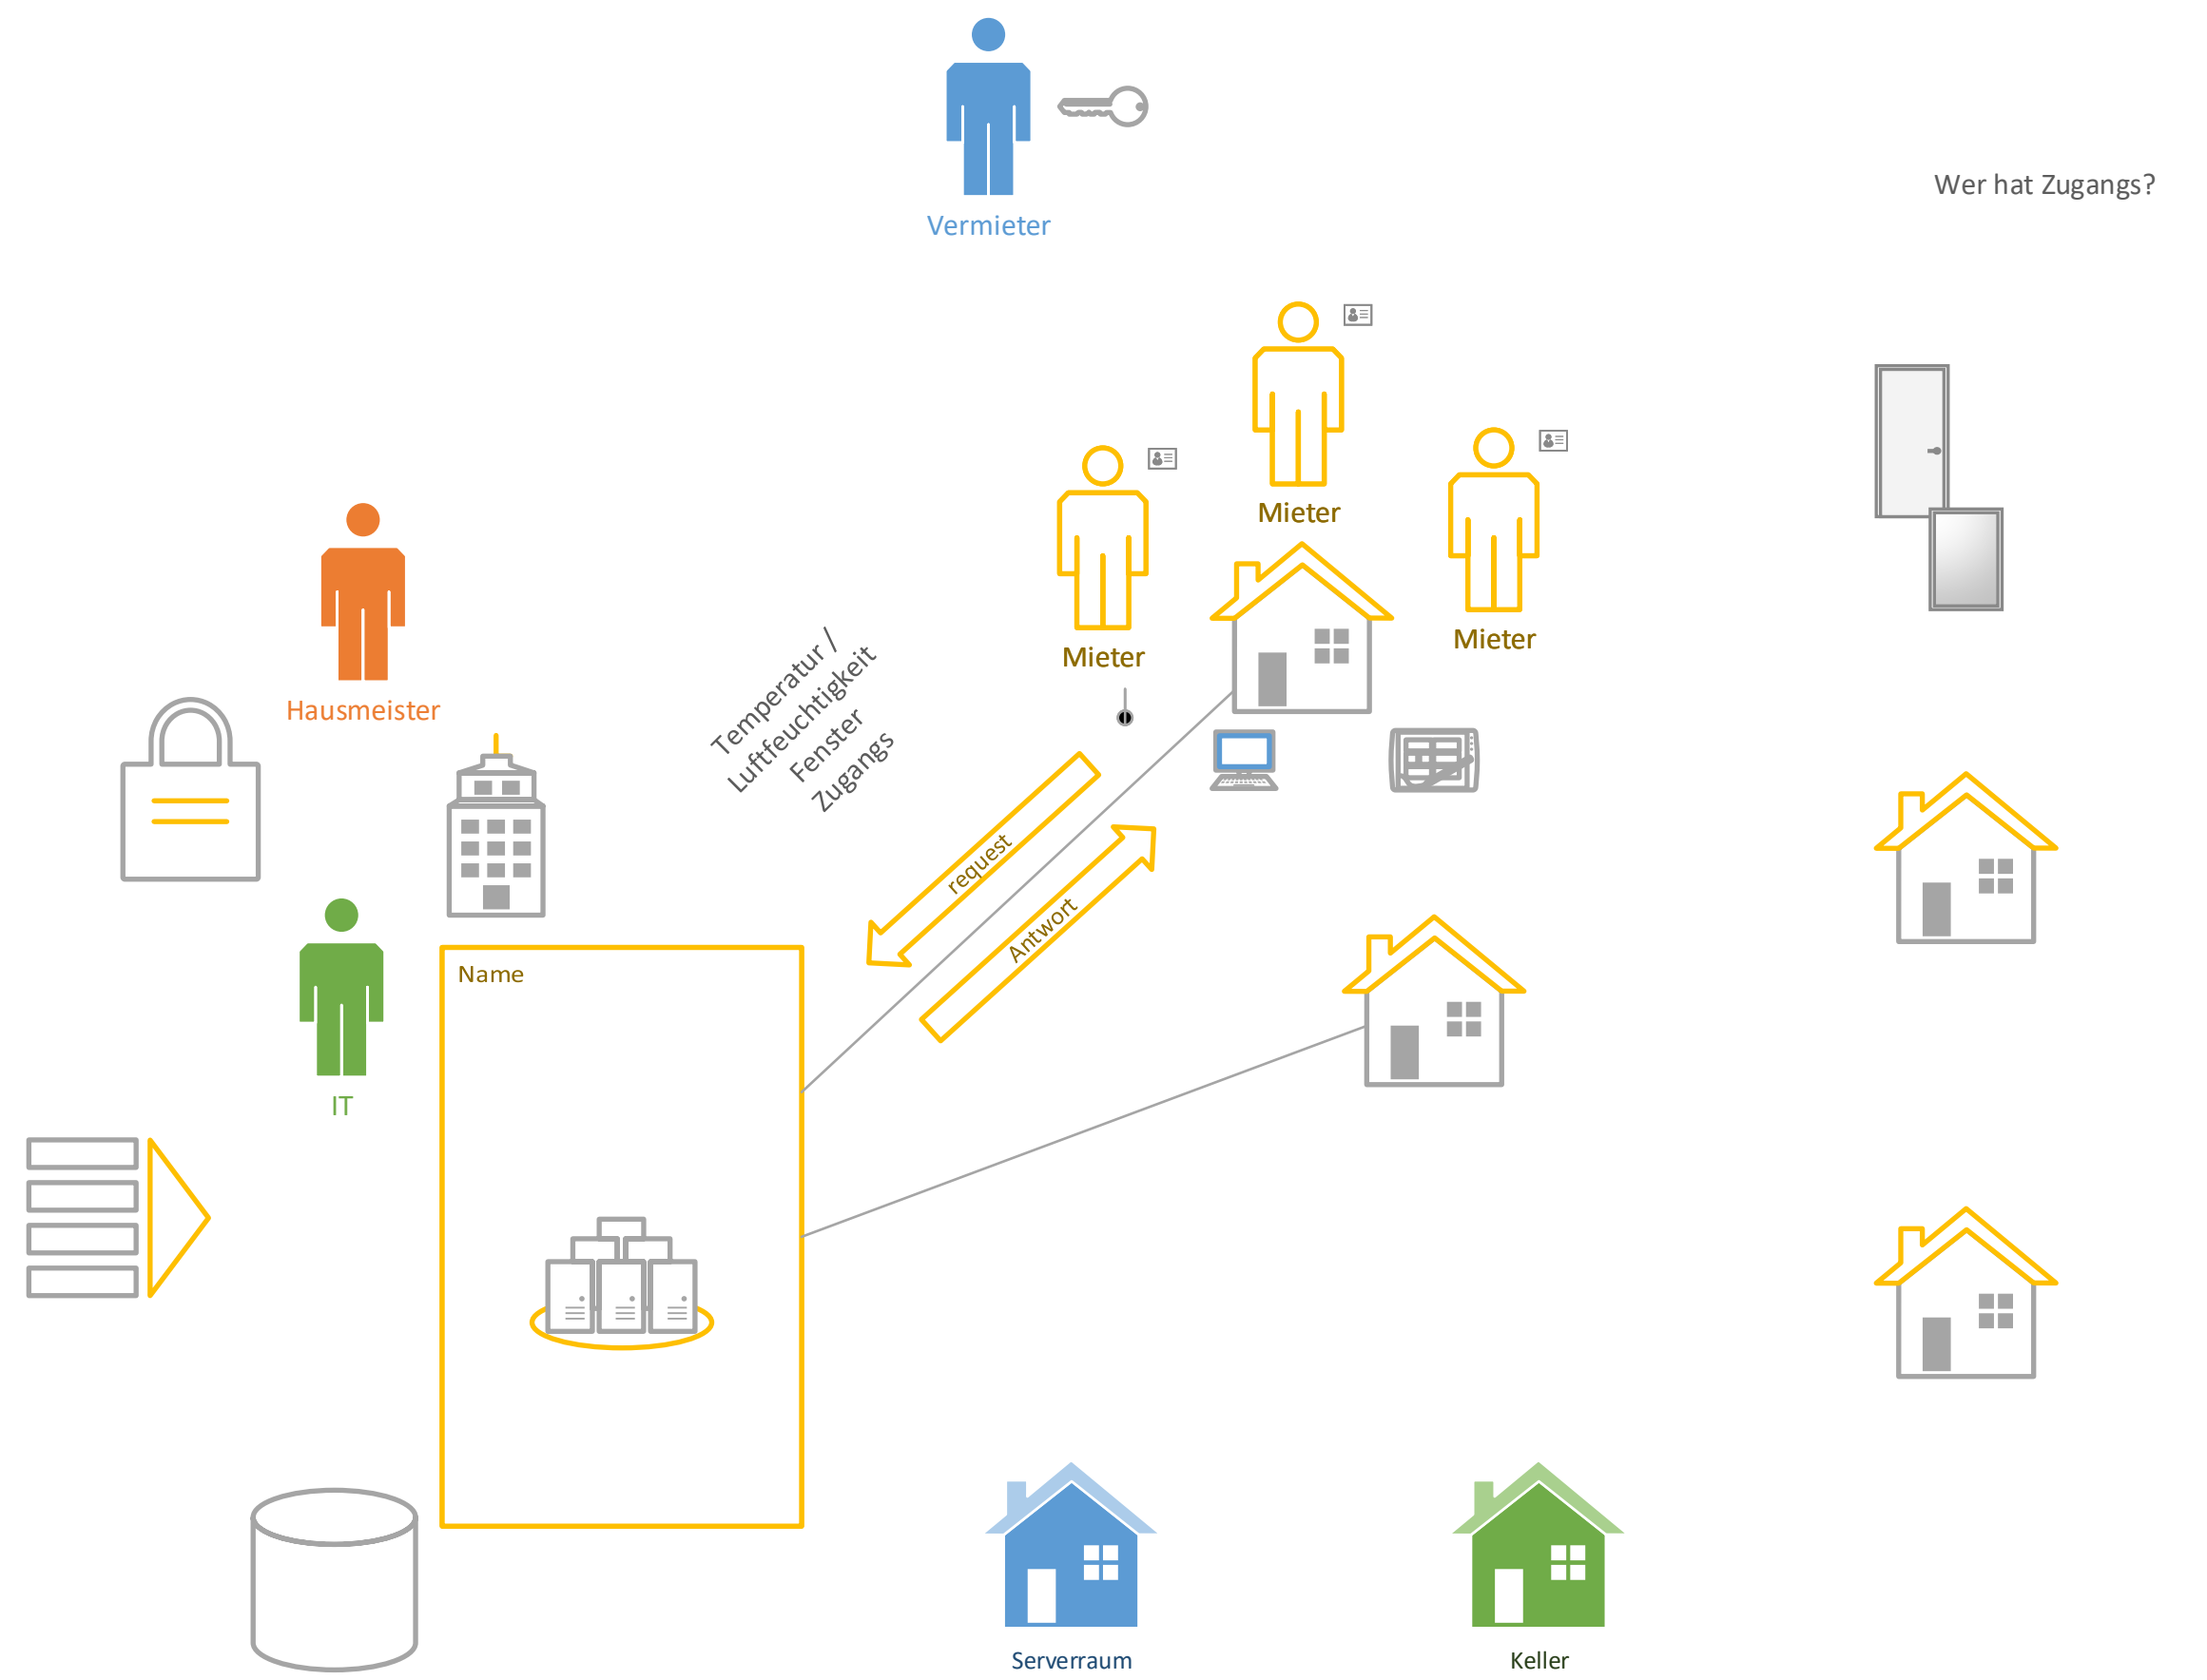 Vermieter
Wer hat Zugangs?
Mieter
Mieter
Mieter
Hausmeister
Temperatur /
Luftfeuchtigkeit
Fenster
Zugangs
request
Antwort
Name
IT
Serverraum
Keller